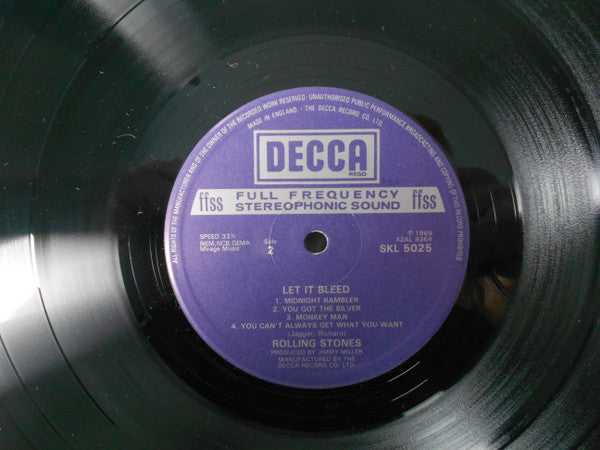 ALL RIGHTS OF THE MANUFACTURER AND OF THE OWNER OF THE RECORDED WORK RESERVED · UNAUTHORISED PUBLIC PERFORMANCE BROADCASTING AND COPYING OF THIS RECORD PROHIBITED
MADE IN ENGLAND · THE DECCA RECORD CO. LTD.
DECCA
REGD.
ffss FULL FREQUENCY ffss
STEREOPHONIC SOUND
SPEED 33⅓
BIEM, NCB, GEMA
Mirage Music
Side
2
℗ 1969
XZAL 9364
SKL 5025
LET IT BLEED
1. MIDNIGHT RAMBLER
2. YOU GOT THE SILVER
3. MONKEY MAN
4. YOU CAN'T ALWAYS GET WHAT YOU WANT
(Jagger, Richard)
ROLLING STONES
PRODUCED BY JIMMY MILLER
MANUFACTURED BY THE
DECCA RECORD CO. LTD.